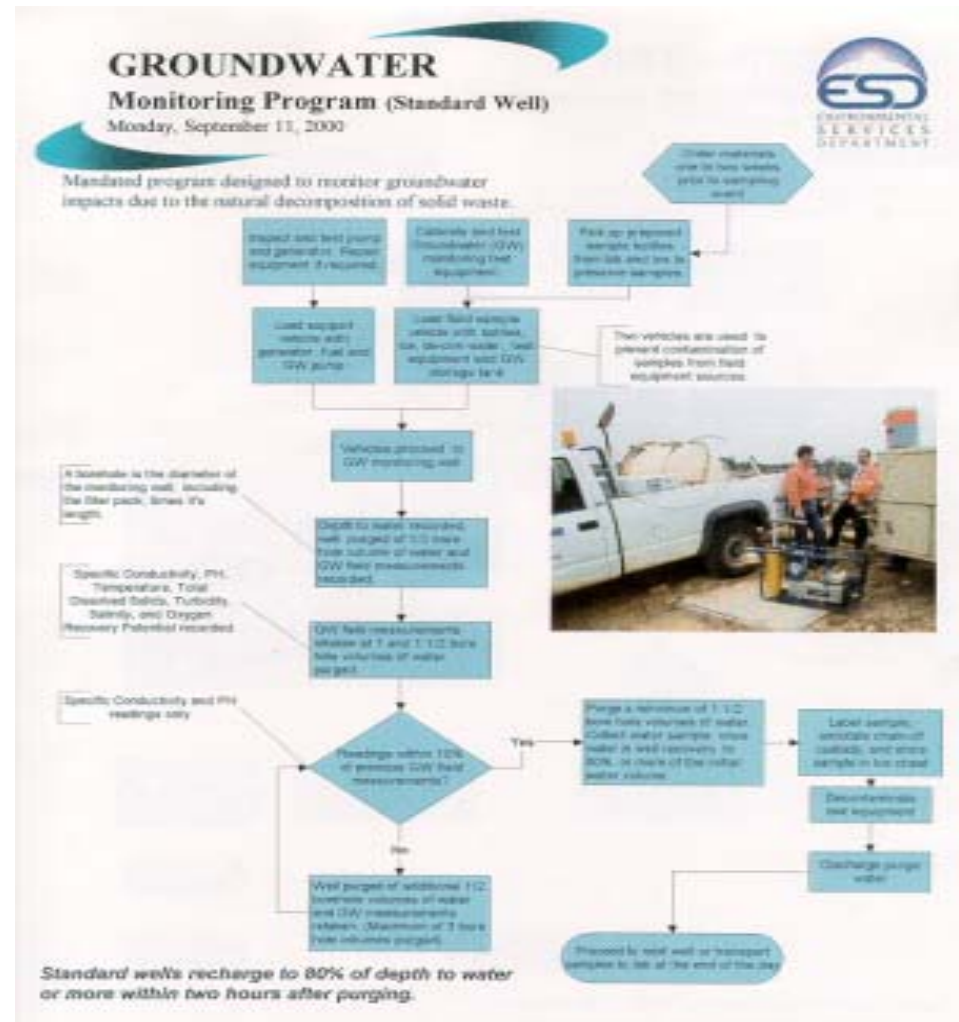 GROUNDWATER
Monitoring Program (Standard Well)
Monday, September 11, 2000
ESD
ENVIRONMENTAL
SERVICES
DEPARTMENT
Mandated program designed to monitor groundwater
impacts due to the natural decomposition of solid waste.
Order materials
one to two weeks
prior to sampling
event
Inspect and test pump
and generator. Repair
equipment if required.
Calibrate and test
Groundwater (GW)
monitoring test
equipment.
Pick up prepared
sample bottles
from lab and ice to
preserve samples.
Load support
vehicle with
generator, fuel and
GW pump
Load field sample
vehicle with bottles,
ice, test
equipment and GW
storage tank
Two vehicles are used to
prevent contamination of
samples from field
equipment sources
Vehicles proceed to
GW monitoring well
A borehole is the diameter of
the monitoring well, including
the filter pack, times it's
length.
Depth to water recorded,
well purged of 1/2 bore
hole volume of water and
GW field measurements
recorded.
Specific Conductivity, PH,
Temperature, Total
Dissolved Solids, Turbidity,
Salinity, and Oxygen
Recovery Potential recorded
GW field measurements
retaken at 1 and 1 1/2 bore
hole volumes of water
purged
Specific Conductivity and PH
readings only
Readings within 10%
of previous GW field
measurements?
Yes
No
Purge a minimum of 1 1/2
bore hole volumes of water.
Collect water sample, once
water in well recovery to
80% or more of the initial
water volume
Label sample,
annotate chain-of-
custody, and store
sample in ice chest
Decontaminate
test equipment
Discharge purge
water
Well purged of additional 1/2
borehole volumes of water
and GW measurements
retaken. (Maximum of 3 bore
hole volumes purged)
Proceed to next well or transport
samples to lab at the end of the day
Standard wells recharge to 80% of depth to water
or more within two hours after purging.